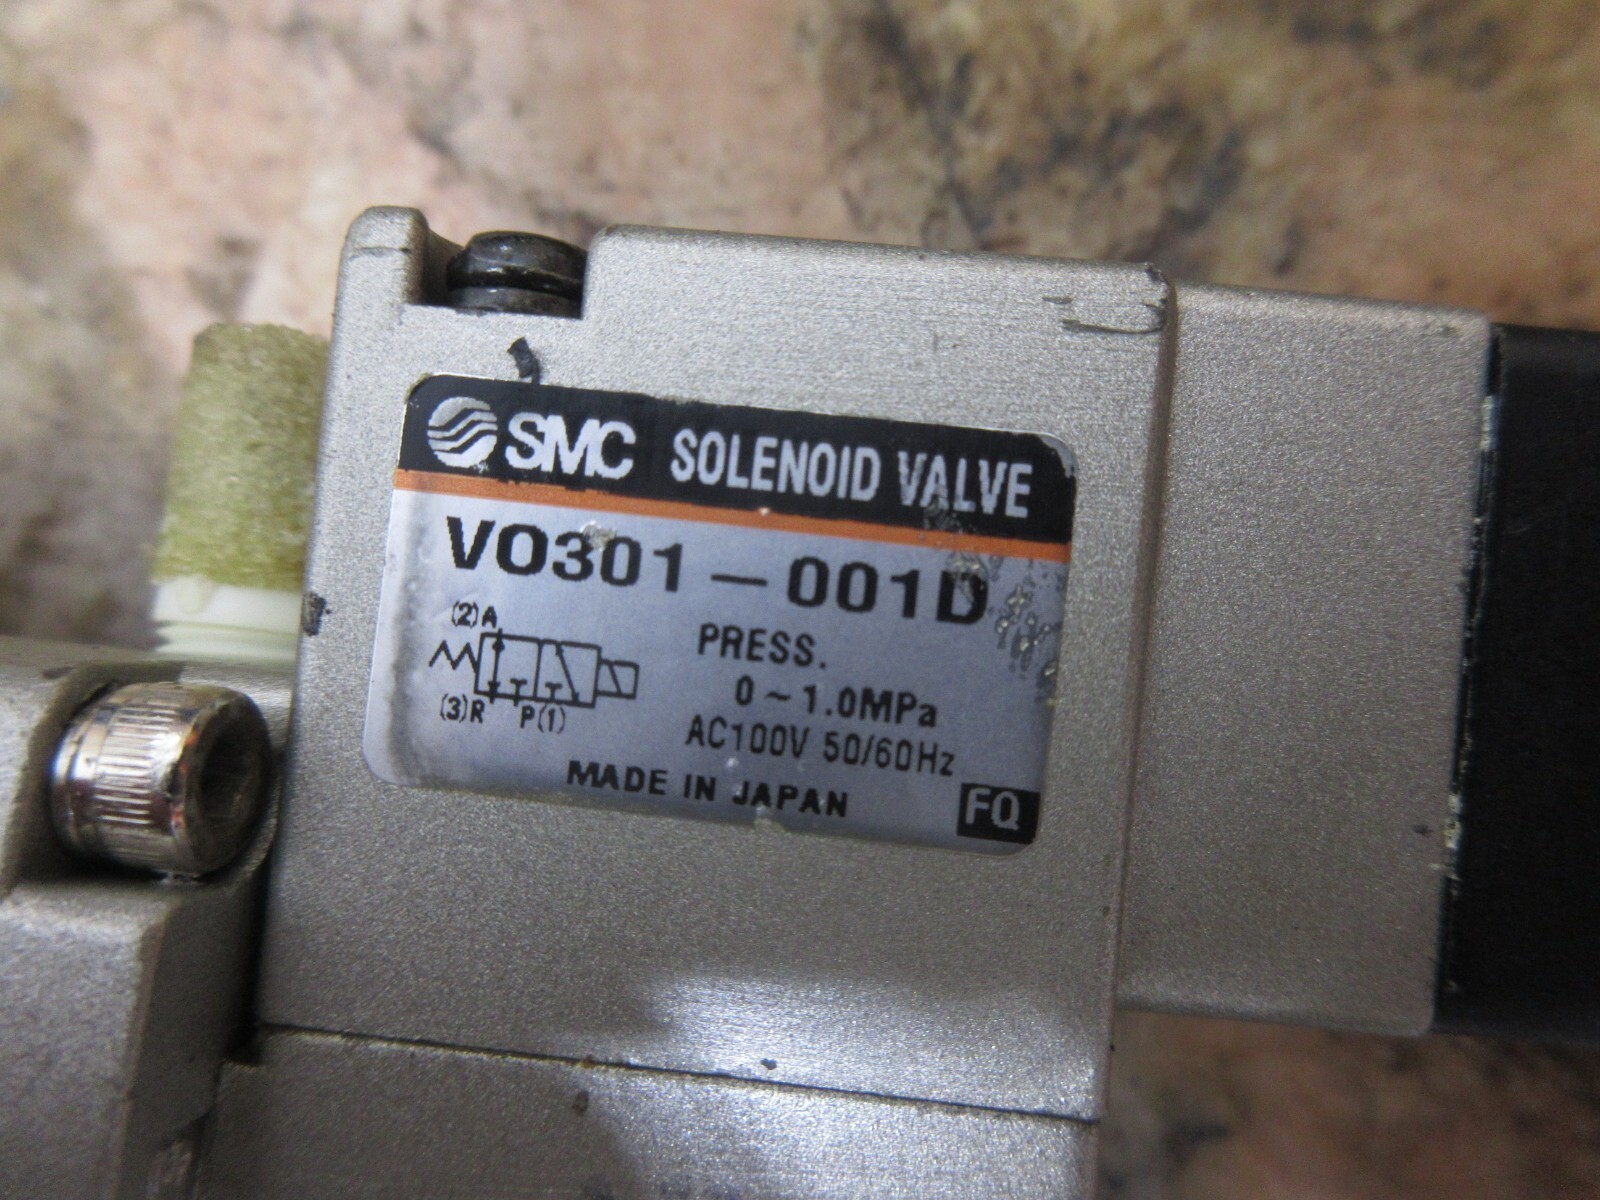 SMC SOLENOID VALVE
VO301-001D
(2)A
(3)R P(1)
PRESS.
0~1.0MPa
AC100V 50/60Hz
MADE IN JAPAN
FQ